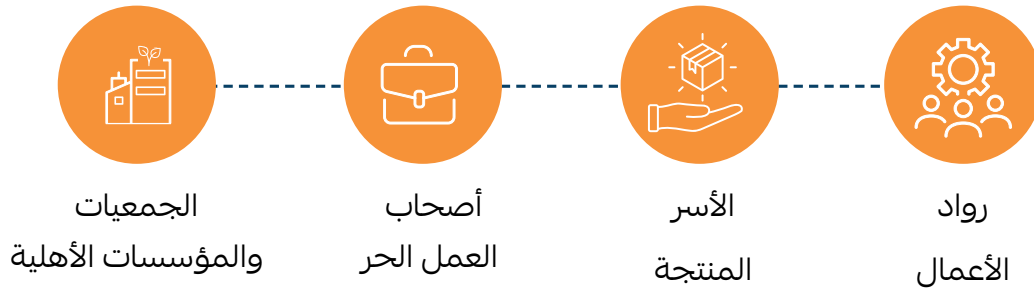 رواد
الأعمال
الأسر
المنتجة
أصحاب
العمل الحر
الجمعيات
والمؤسسات الأهلية